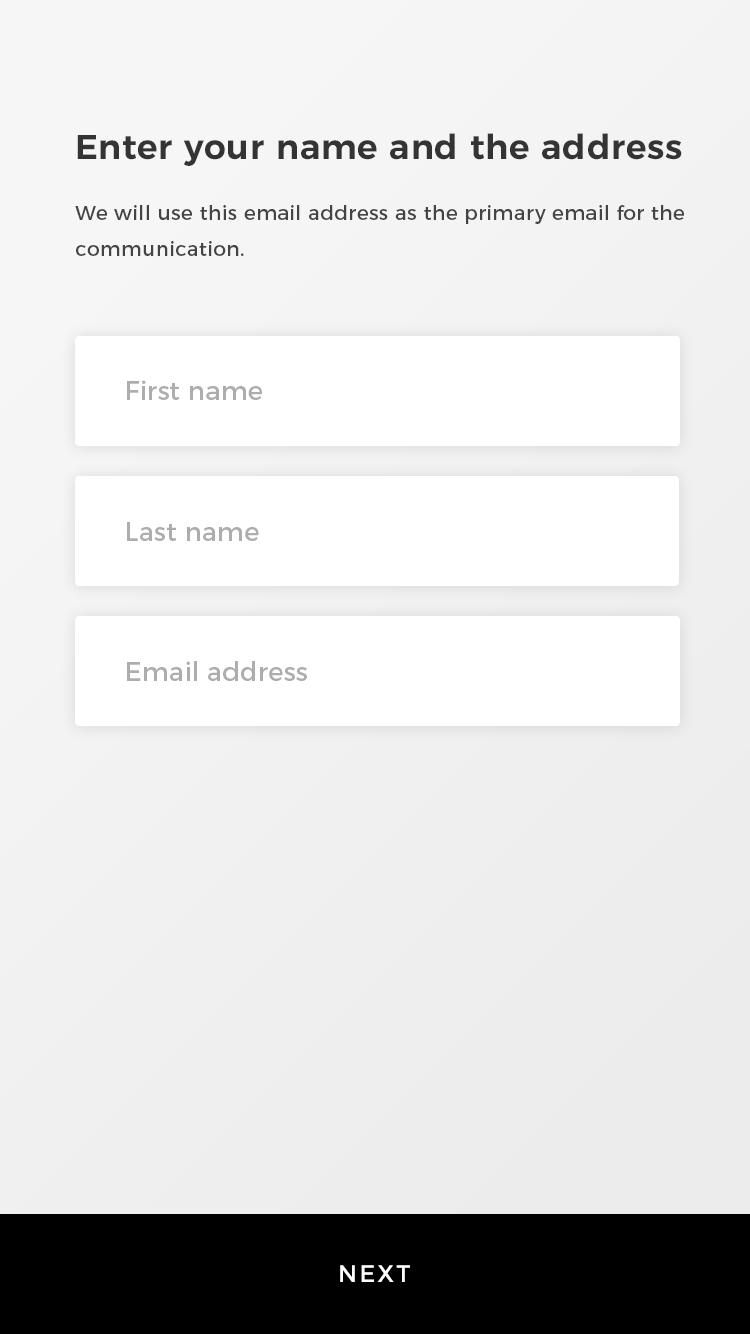 Enter your name and the address
We will use this email address as the primary email for the
communication.
First name
Last name
Email address
NEXT